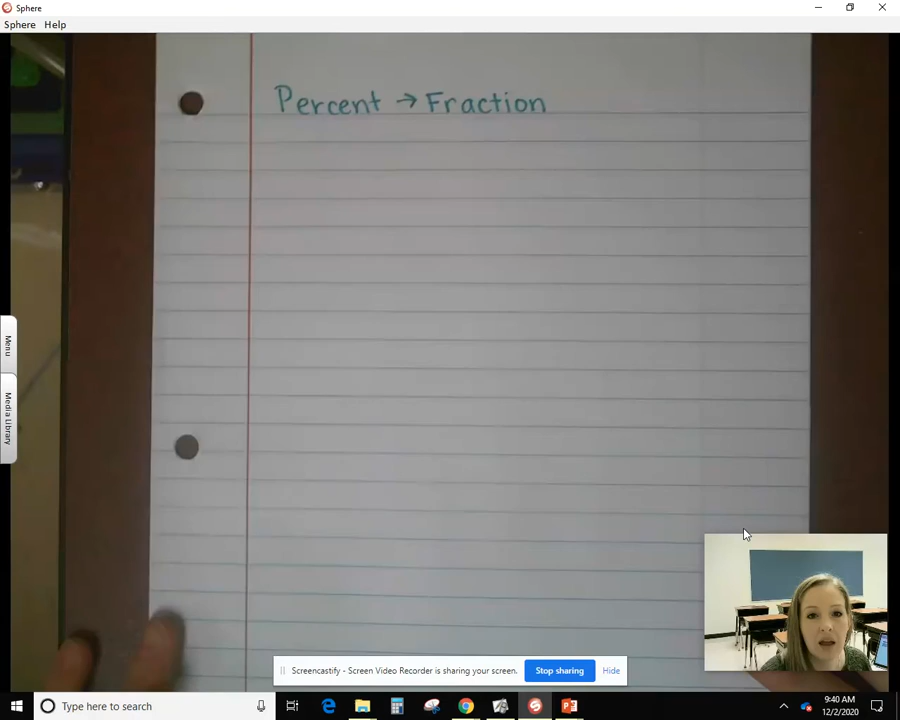 Sphere
Sphere Help
Percent → Fraction
Menu
Media Library
Screencastify - Screen Video Recorder is sharing your screen.
Stop sharing
Hide
Type here to search
9:40 AM
12/2/2020